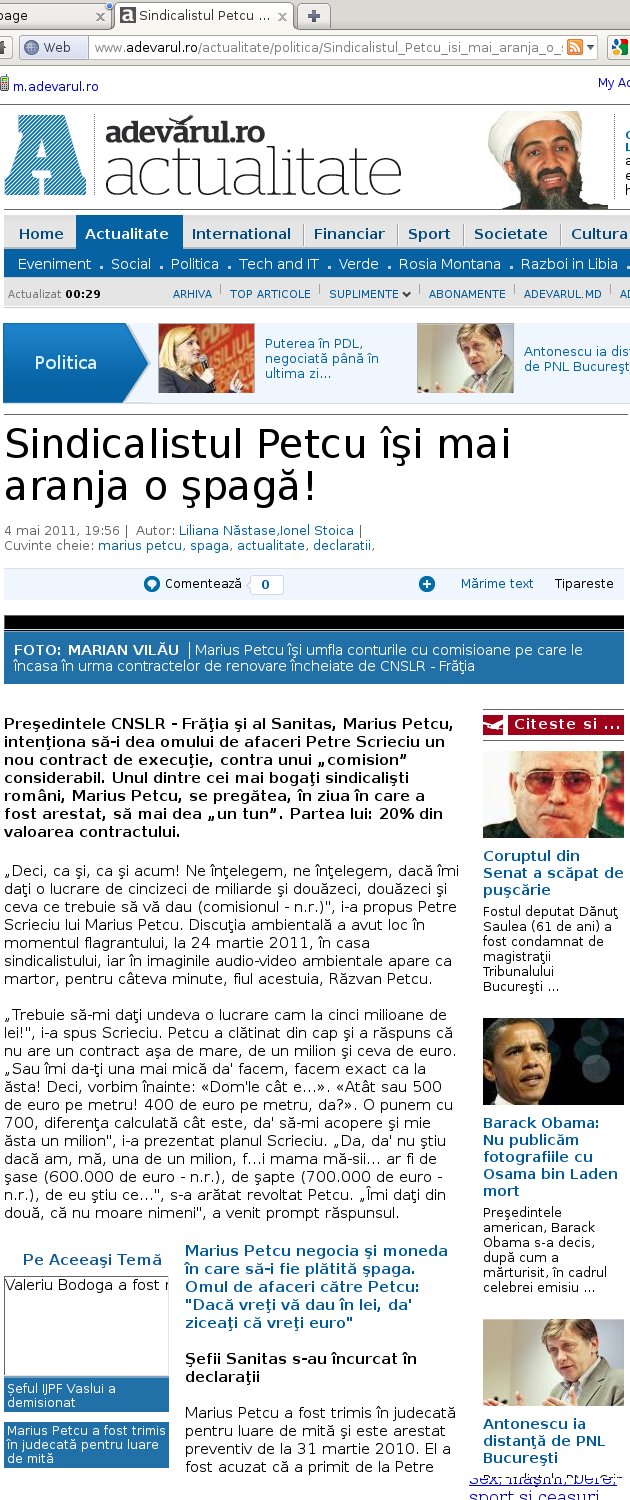 page
Sindicalistul Petcu ...
Web
www.adevarul.ro/actualitate/politica/Sindicalistul_Petcu_isi_mai_aranja_o_
m.adevarul.ro
My Ac
A
adevărul.ro
actualitate
Home Actualitate International Financiar Sport Societate Cultura
Eveniment . Social . Politica . Tech and IT . Verde . Rosia Montana . Razboi in Libia .
Actualizat 00:29 ARHIVA TOP ARTICOLE SUPLIMENTE ABONAMENTE ADEVARUL.MD
Politica
Puterea în PDL,
negociată până în
ultima zi...
Antonescu ia dis
de PNL Bucureşt
Sindicalistul Petcu îşi mai
aranja o şpagă!
4 mai 2011, 19:56 | Autor: Liliana Năstase,Ionel Stoica |
Cuvinte cheie: marius petcu, spaga, actualitate, declaratii,
Comentează 0 Mărime text Tipareste
FOTO: MARIAN VILĂU | Marius Petcu îşi umfla conturile cu comisioane pe care le
încasa în urma contractelor de renovare încheiate de CNSLR - Frăţia
Preşedintele CNSLR - Frăţia şi al Sanitas, Marius Petcu,
intenţiona să-i dea omului de afaceri Petre Scrieciu un
nou contract de execuţie, contra unui „comision”
considerabil. Unul dintre cei mai bogaţi sindicalişti
români, Marius Petcu, se pregătea, în ziua în care a
fost arestat, să mai dea „un tun”. Partea lui: 20% din
valoarea contractului.
„Deci, ca şi, ca şi acum! Ne înţelegem, ne înţelegem, dacă îmi
daţi o lucrare de cincizeci de miliarde şi douăzeci, douăzeci şi
ceva ce trebuie să vă dau (comisionul - n.r.)", i-a propus Petre
Scrieciu lui Marius Petcu. Discuţia ambientală a avut loc în
momentul flagrantului, la 24 martie 2011, în casa
sindicalistului, iar în imaginile audio-video ambientale apare ca
martor, pentru câteva minute, fiul acestuia, Răzvan Petcu.
„Trebuie să-mi daţi undeva o lucrare cam la cinci milioane de
lei!", i-a spus Scrieciu. Petcu a clătinat din cap şi a răspuns că
nu are un contract aşa de mare, de un milion şi ceva de euro.
„Sau îmi da-ţi una mai mică da' facem, facem exact ca la
ăsta! Deci, vorbim înainte: «Dom'le cât e...». «Atât sau 500
de euro pe metru! 400 de euro pe metru, da?». O punem cu
700, diferenţa calculată cât este, da' să-mi acopere şi mie
ăsta un milion", i-a prezentat planul Scrieciu. „Da, da' nu ştiu
dacă am, mă, una de un milion, f...i mama mă-sii... ar fi de
şase (600.000 de euro - n.r.), de şapte (700.000 de euro -
n.r.), de eu ştiu ce...", s-a arătat revoltat Petcu. „Îmi daţi din
două, că nu moare nimeni", a venit prompt răspunsul.
Pe Aceeaşi Temă
Valeriu Bodoga a fost r
Şeful IJPF Vaslui a
demisionat
Marius Petcu a fost trimis
în judecată pentru luare
de mită
Marius Petcu negocia şi moneda
în care să-i fie plătită şpaga.
Omul de afaceri către Petcu:
"Dacă vreţi vă dau în lei, da'
ziceaţi că vreţi euro"
Şefii Sanitas s-au încurcat în
declaraţii
Marius Petcu a fost trimis în judecată
pentru luare de mită şi este arestat
preventiv de la 31 martie 2010. El a
fost acuzat că a primit de la Petre
Citeste si ...
Coruptul din
Senat a scăpat de
puşcărie
Fostul deputat Dănuţ
Saulea (61 de ani) a
fost condamnat de
magistraţii
Tribunalului
Bucureşti ...
Barack Obama:
Nu publicăm
fotografiile cu
Osama bin Laden
mort
Preşedintele
american, Barack
Obama s-a decis,
după cum a
mărturisit, în cadrul
celebrei emisiu ...
Antonescu ia
distanţă de PNL
Bucureşti
Sex, maşini, bere,
sport si ceasuri